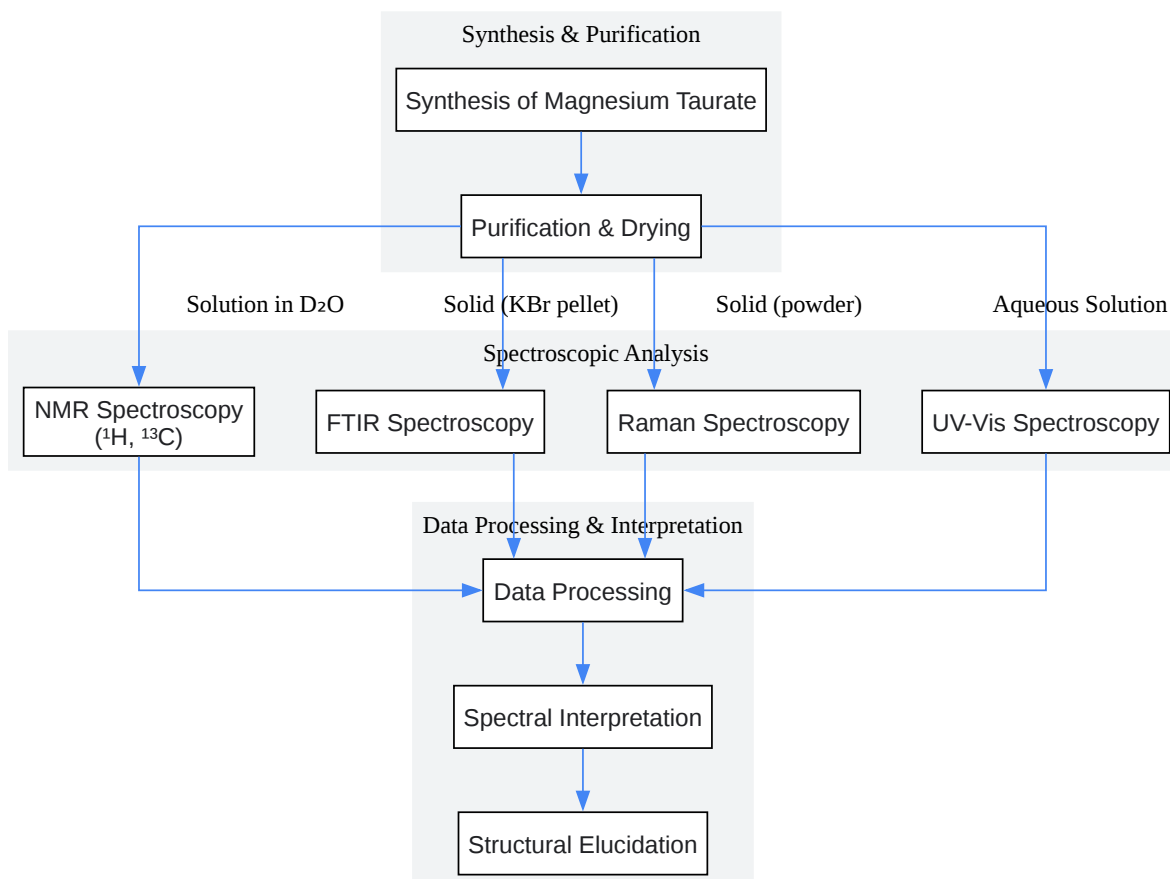 Synthesis & Purification
Synthesis of Magnesium Taurate
Purification & Drying
Solution in D₂O
Solid (KBr pellet)
Solid (powder)
Aqueous Solution
Spectroscopic Analysis
NMR Spectroscopy
(¹H, ¹³C)
FTIR Spectroscopy
Raman Spectroscopy
UV-Vis Spectroscopy
Data Processing & Interpretation
Data Processing
Spectral Interpretation
Structural Elucidation